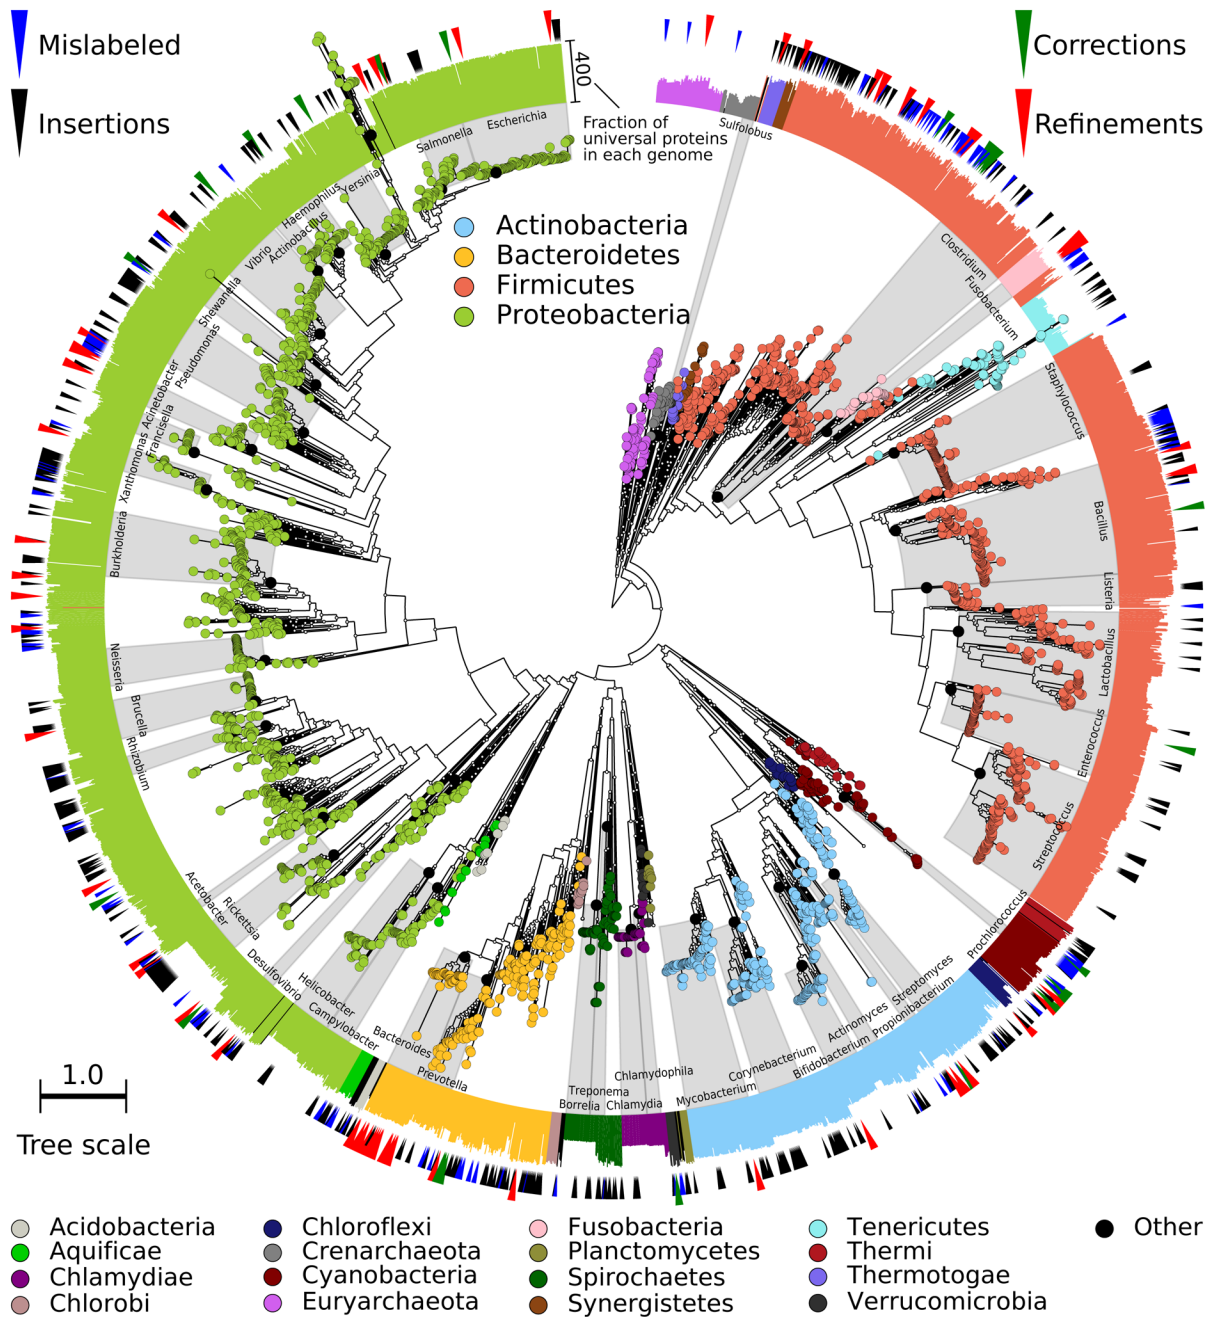 Mislabeled
Insertions
Corrections
Refinements
400
Fraction of
universal proteins
in each genome
Actinobacteria
Bacteroidetes
Firmicutes
Proteobacteria
Sulfolobus
Clostridium
Fusobacterium
Staphylococcus
Bacillus
Listeria
Lactobacillus
Enterococcus
Streptococcus
Prochlorococcus
Streptomyces
Propionibacterium
Actinomyces
Bifidobacterium
Corynebacterium
Mycobacterium
Chlamydophila
Chlamydia
Treponema
Borrelia
Prevotella
Bacteroides
Campylobacter
Helicobacter
Desulfovibrio
Rickettsia
Acetobacter
Rhizobium
Brucella
Neisseria
Burkholderia
Xanthomonas
Francisella
Acinetobacter
Pseudomonas
Shewanella
Vibrio
Actinobacillus
Haemophilus
Yersinia
Salmonella
Escherichia
1.0
Tree scale
Acidobacteria
Aquificae
Chlamydiae
Chlorobi
Chloroflexi
Crenarchaeota
Cyanobacteria
Euryarchaeota
Fusobacteria
Planctomycetes
Spirochaetes
Synergistetes
Tenericutes
Thermi
Thermotogae
Verrucomicrobia
Other